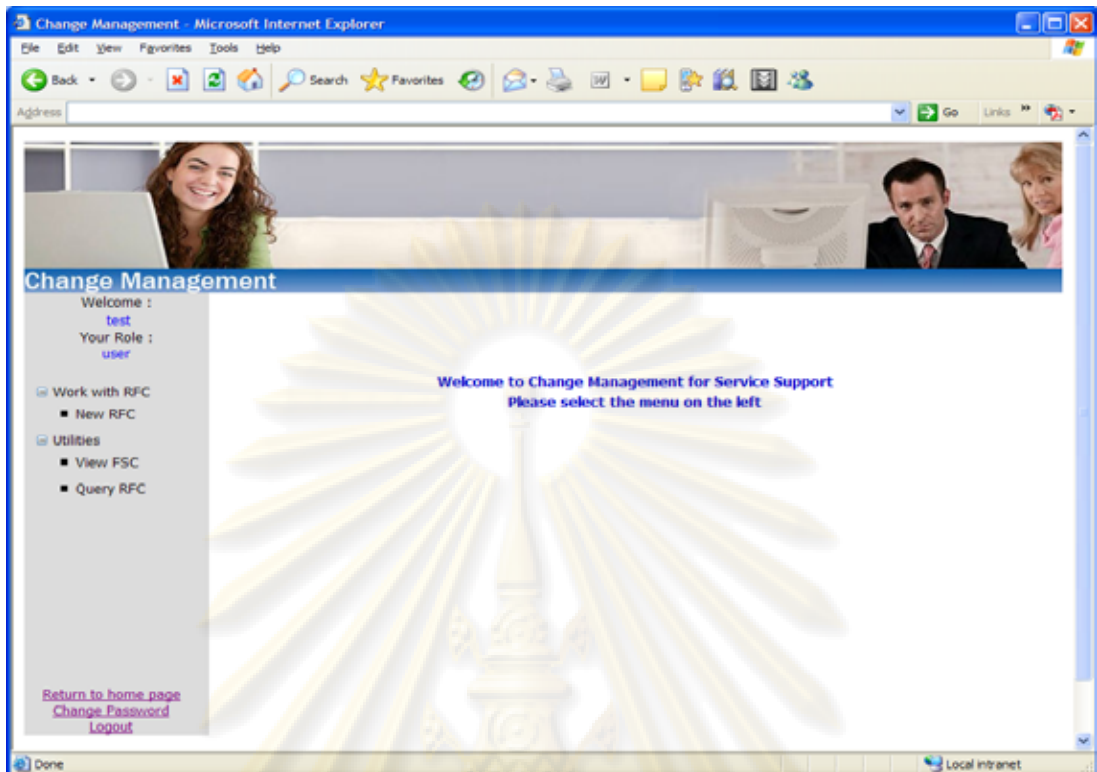 Change Management - Microsoft Internet Explorer
File Edit View Favorites Tools Help
Back Search Favorites
Address Go Links »
Change Management
Welcome :
test
Your Role :
user
Work with RFC
New RFC
Utilities
View FSC
Query RFC
Welcome to Change Management for Service Support
Please select the menu on the left
Return to home page
Change Password
Logout
Done Local intranet